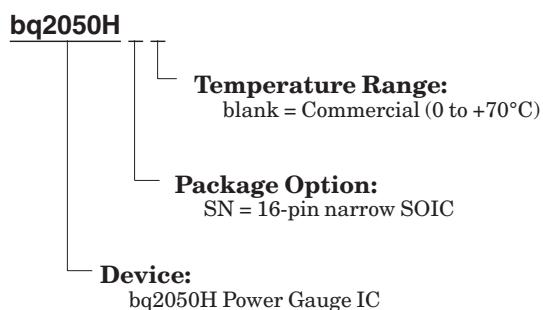 bq2050H
Temperature Range:
blank = Commercial (0 to +70°C)
Package Option:
SN = 16-pin narrow SOIC
Device:
bq2050H Power Gauge IC